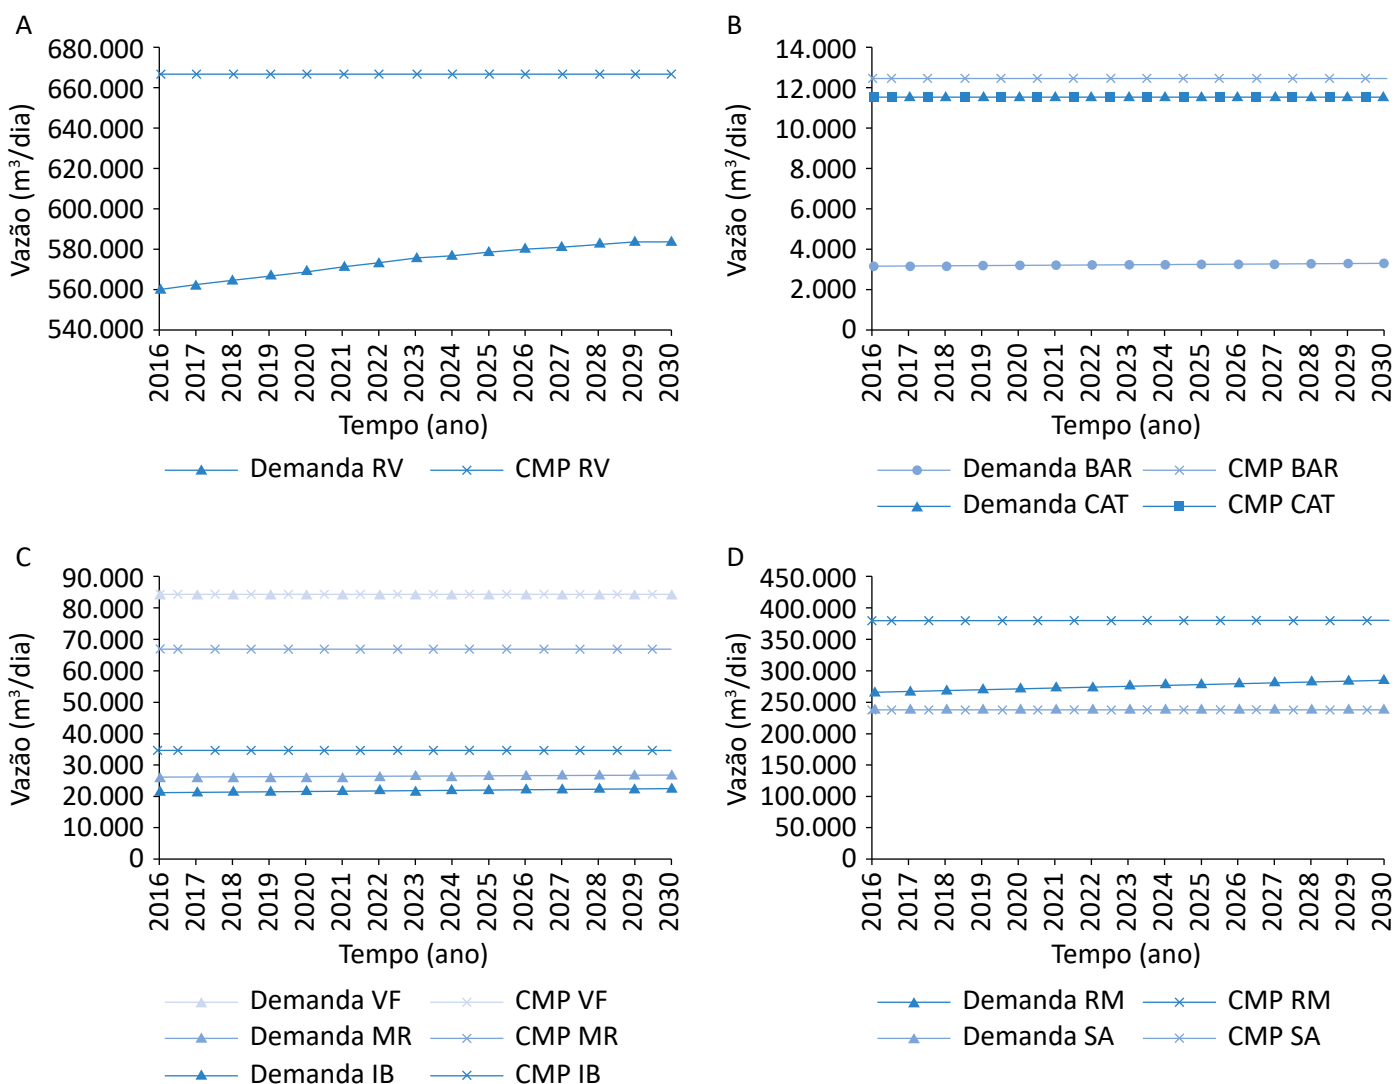 A
680.000
660.000
640.000
620.000
600.000
580.000
560.000
540.000
Vazão (m³/dia)
2016 2017 2018 2019 2020 2021 2022 2023 2024 2025 2026 2027 2028 2029 2030
Tempo (ano)
Demanda RV CMP RV
B
14.000
12.000
10.000
8.000
6.000
4.000
2.000
0
Vazão (m³/dia)
2016 2017 2018 2019 2020 2021 2022 2023 2024 2025 2026 2027 2028 2029 2030
Tempo (ano)
Demanda BAR CMP BAR
Demanda CAT CMP CAT
C
90.000
80.000
70.000
60.000
50.000
40.000
30.000
20.000
10.000
0
Vazão (m³/dia)
2016 2017 2018 2019 2020 2021 2022 2023 2024 2025 2026 2027 2028 2029 2030
Tempo (ano)
Demanda VF CMP VF
Demanda MR CMP MR
Demanda IB CMP IB
D
450.000
400.000
350.000
300.000
250.000
200.000
150.000
100.000
50.000
0
Vazão (m³/dia)
2016 2017 2018 2019 2020 2021 2022 2023 2024 2025 2026 2027 2028 2029 2030
Tempo (ano)
Demanda RM CMP RM
Demanda SA CMP SA